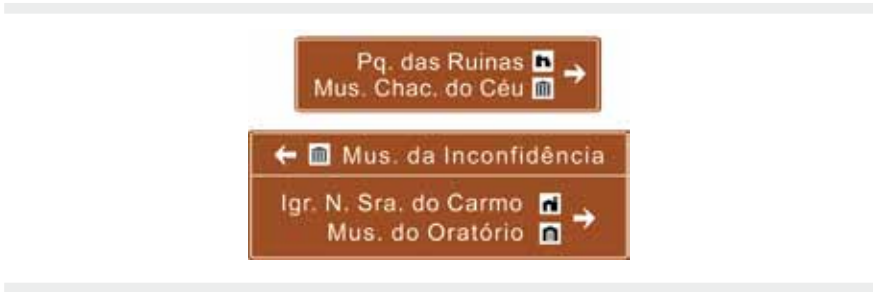 Pq. das Ruinas
Mus. Chac. do Céu
Mus. da Inconfidência
Igr. N. Sra. do Carmo
Mus. do Oratório